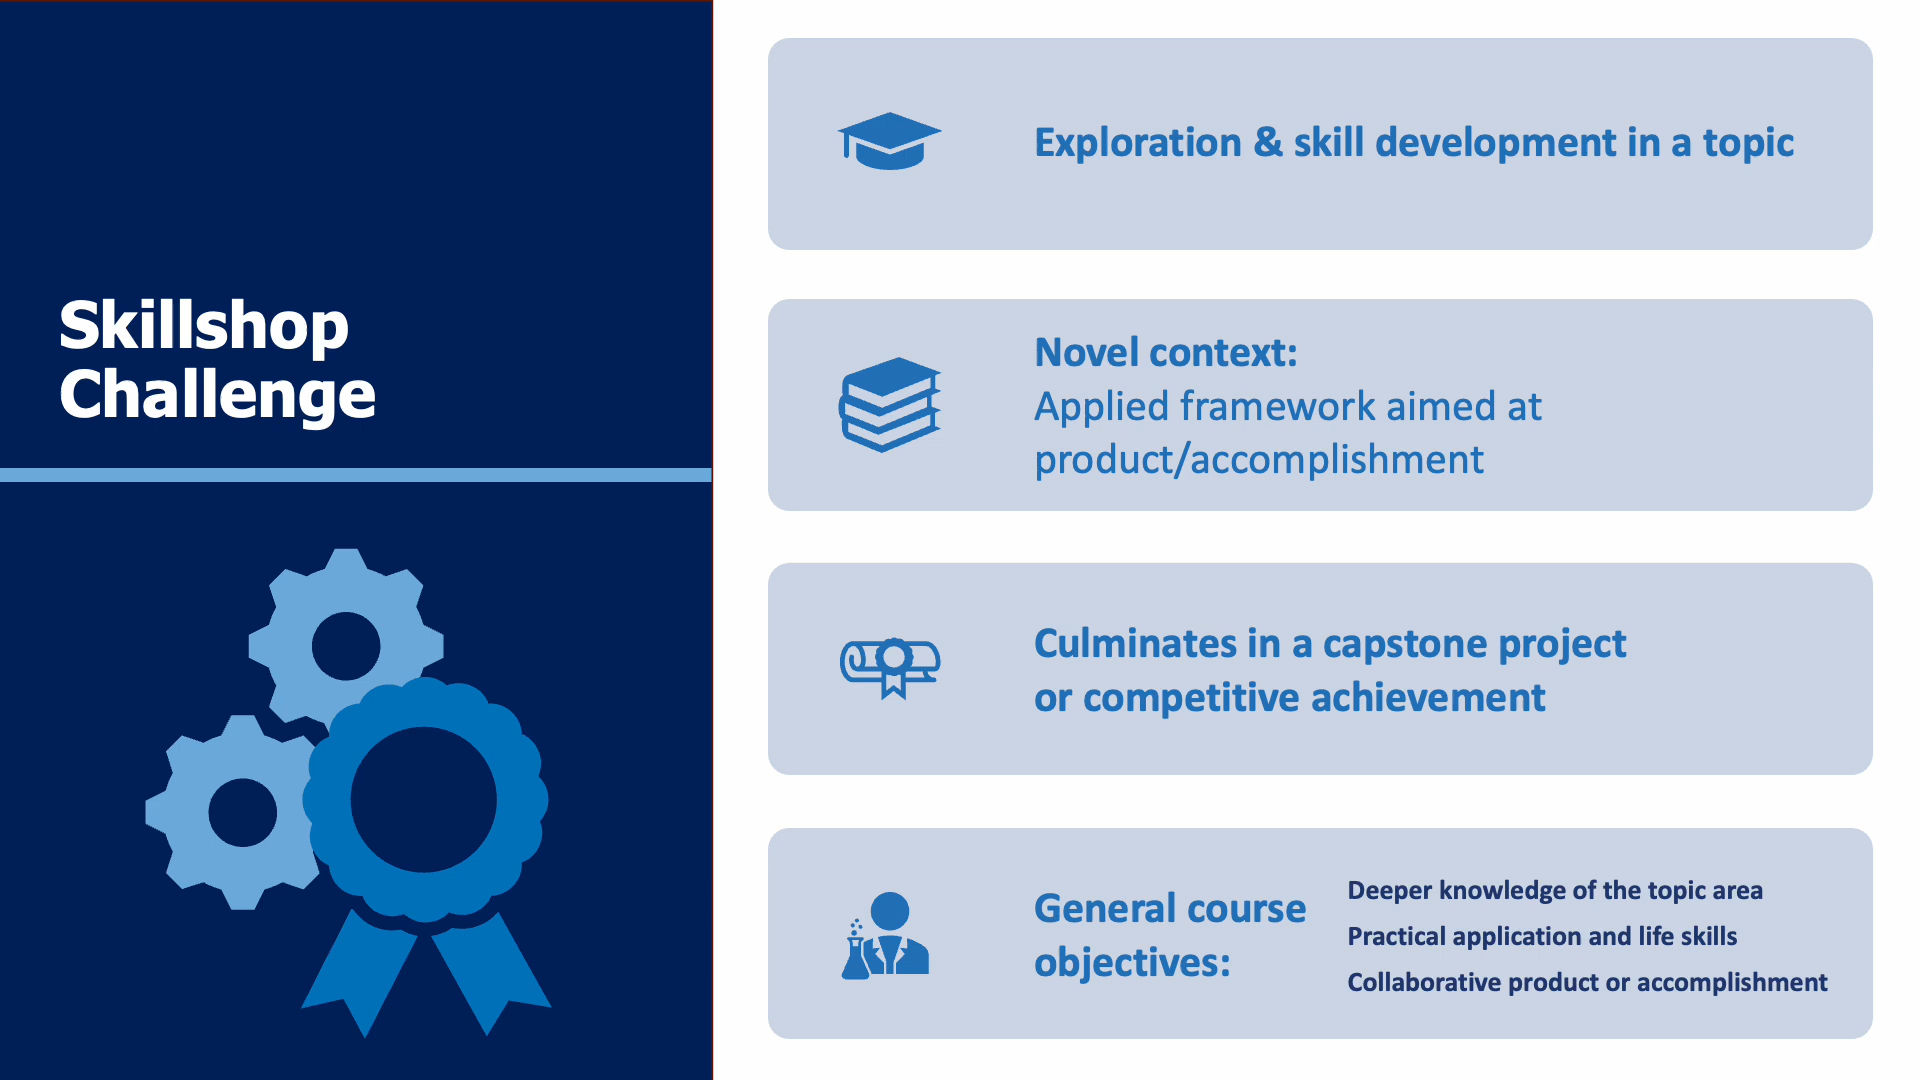 Skillshop
Challenge
Exploration & skill development in a topic
Novel context:
Applied framework aimed at
product/accomplishment
Culminates in a capstone project
or competitive achievement
General course
objectives:
Deeper knowledge of the topic area
Practical application and life skills
Collaborative product or accomplishment